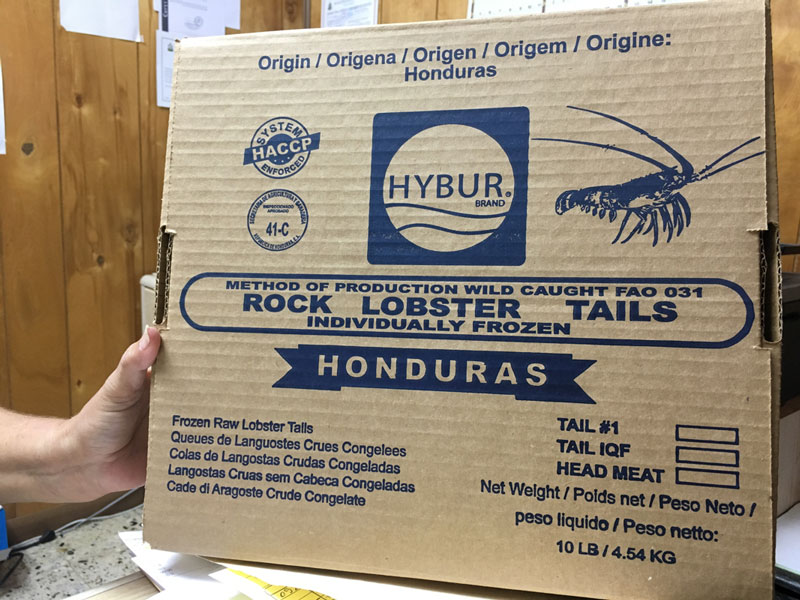 Origin / Origena / Origen / Origem / Origine:
Honduras
SYSTEM
HACCP
ENFORCED
INSPECCIONADO
APROBADO
41-C
HYBUR®
BRAND
METHOD OF PRODUCTION WILD CAUGHT FAO 031
ROCK LOBSTER TAILS
INDIVIDUALLY FROZEN
HONDURAS
Frozen Raw Lobster Tails
Queues de Languostes Crues Congelees
Colas de Langostas Crudas Congeladas
Langostas Cruas sem Cabeca Congeladas
Cade di Aragoste Crude Congelate
TAIL #1
TAIL IQF
HEAD MEAT
Net Weight / Poids net / Peso Neto /
peso liquido / Peso netto:
10 LB / 4.54 KG